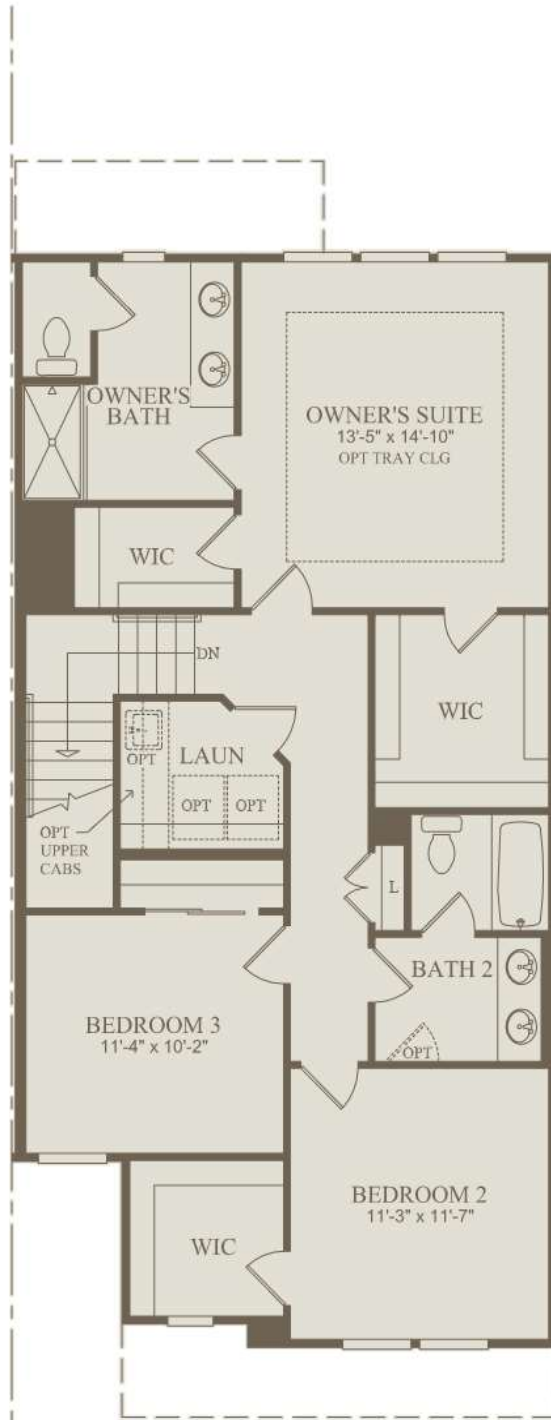 OWNER'S
BATH
OWNER'S SUITE
13'-5" x 14'-10"
OPT TRAY CLG
WIC
DN
WIC
LAUN
OPT
OPT
OPT
OPT
UPPER
CABS
L
BATH 2
OPT
BEDROOM 3
11'-4" x 10'-2"
BEDROOM 2
11'-3" x 11'-7"
WIC